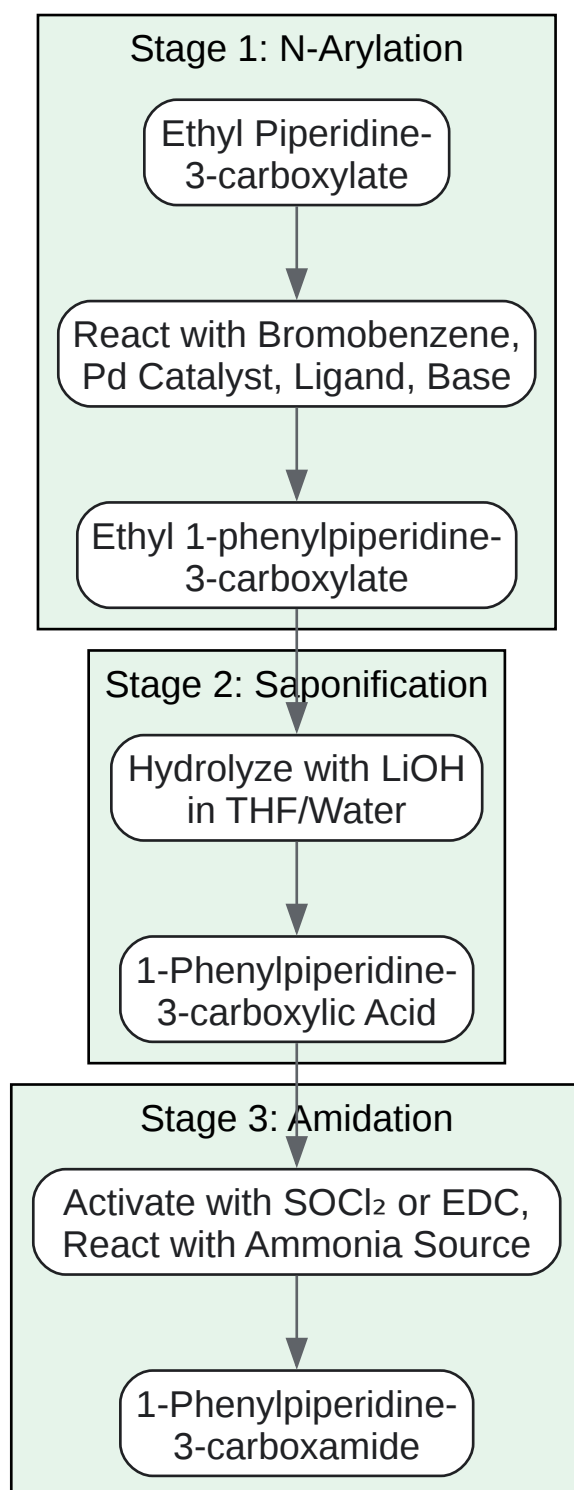 Stage 1: N-Arylation
Ethyl Piperidine-
3-carboxylate
React with Bromobenzene,
Pd Catalyst, Ligand, Base
Ethyl 1-phenylpiperidine-
3-carboxylate
Stage 2: Saponification
Hydrolyze with LiOH
in THF/Water
1-Phenylpiperidine-
3-carboxylic Acid
Stage 3: Amidation
Activate with SOCl₂ or EDC,
React with Ammonia Source
1-Phenylpiperidine-
3-carboxamide